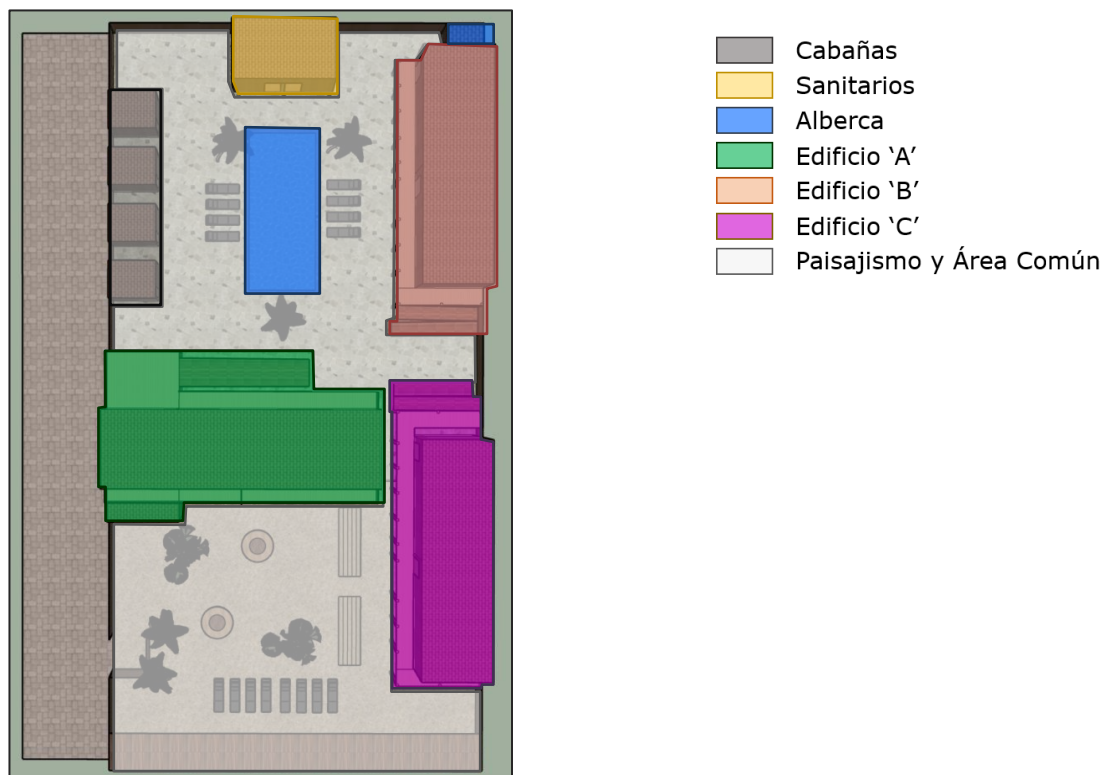 Cabañas
Sanitarios
Alberca
Edificio ‘A’
Edificio ‘B’
Edificio ‘C’
Paisajismo y Área Común